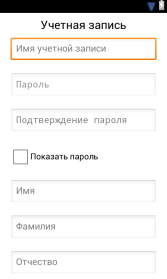 Учетная запись
Имя учетной записи
Пароль
Подтверждение пароля
Показать пароль
Имя
Фамилия
Отчество